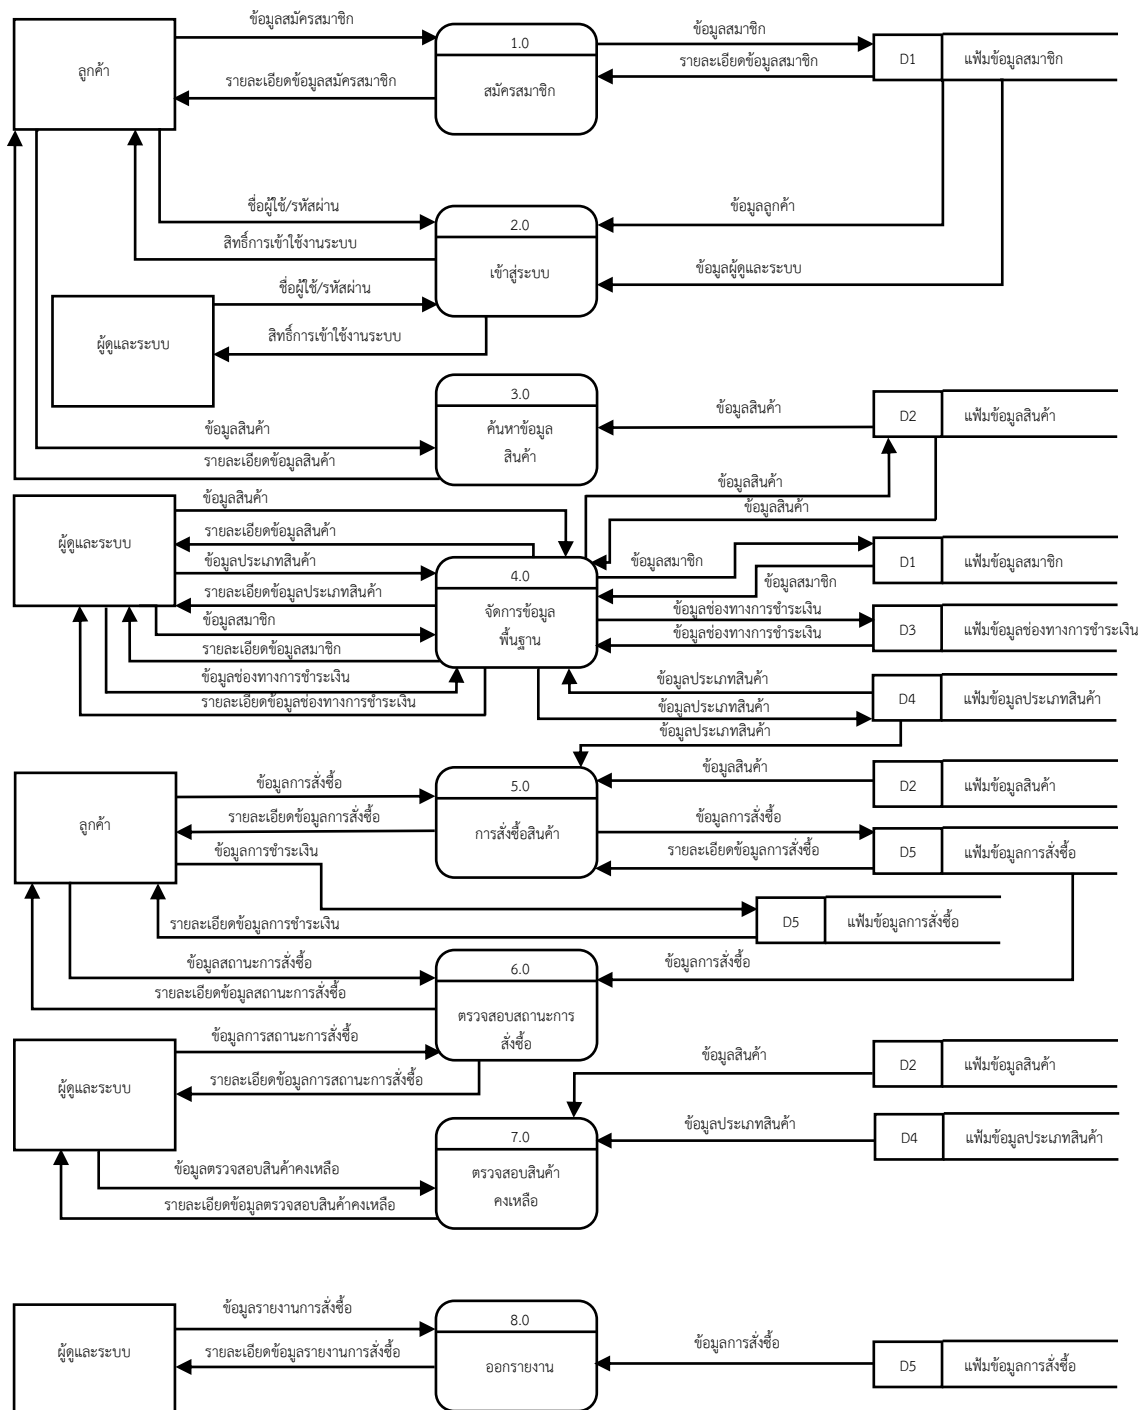 ข้อมูลสมัครสมาชิก
ข้อมูลสมาชิก
1.0
ลูกค้า
รายละเอียดข้อมูลสมัครสมาชิก
สมัครสมาชิก
รายละเอียดข้อมูลสมาชิก
D1
แฟ้มข้อมูลสมาชิก
ชื่อผู้ใช้/รหัสผ่าน
ข้อมูลลูกค้า
2.0
สิทธิ์การเข้าใช้งานระบบ
เข้าสู่ระบบ
ข้อมูลผู้ดูและระบบ
ชื่อผู้ใช้/รหัสผ่าน
ผู้ดูและระบบ
สิทธิ์การเข้าใช้งานระบบ
3.0
ค้นหาข้อมูล
สินค้า
ข้อมูลสินค้า
D2
แฟ้มข้อมูลสินค้า
ข้อมูลสินค้า
รายละเอียดข้อมูลสินค้า
ข้อมูลสินค้า
ข้อมูลสินค้า
ข้อมูลสินค้า
ผู้ดูและระบบ
รายละเอียดข้อมูลสินค้า
ข้อมูลประเภทสินค้า
4.0
ข้อมูลสมาชิก
D1
แฟ้มข้อมูลสมาชิก
รายละเอียดข้อมูลประเภทสินค้า
จัดการข้อมูล
พื้นฐาน
ข้อมูลสมาชิก
ข้อมูลสมาชิก
ข้อมูลช่องทางการชำระเงิน
ข้อมูลช่องทางการชำระเงิน
D3
แฟ้มข้อมูลช่องทางการชำระเงิน
รายละเอียดข้อมูลสมาชิก
ข้อมูลช่องทางการชำระเงิน
รายละเอียดข้อมูลช่องทางการชำระเงิน
ข้อมูลประเภทสินค้า
ข้อมูลประเภทสินค้า
D4
แฟ้มข้อมูลประเภทสินค้า
ข้อมูลประเภทสินค้า
ข้อมูลการสั่งซื้อ
5.0
ข้อมูลสินค้า
D2
แฟ้มข้อมูลสินค้า
ลูกค้า
รายละเอียดข้อมูลการสั่งซื้อ
การสั่งซื้อสินค้า
ข้อมูลการสั่งซื้อ
ข้อมูลการชำระเงิน
รายละเอียดข้อมูลการสั่งซื้อ
D5
แฟ้มข้อมูลการสั่งซื้อ
รายละเอียดข้อมูลการชำระเงิน
D5
แฟ้มข้อมูลการสั่งซื้อ
ข้อมูลสถานะการสั่งซื้อ
6.0
ข้อมูลการสั่งซื้อ
รายละเอียดข้อมูลสถานะการสั่งซื้อ
ตรวจสอบสถานะการ
สั่งซื้อ
ข้อมูลการสถานะการสั่งซื้อ
ผู้ดูและระบบ
รายละเอียดข้อมูลการสถานะการสั่งซื้อ
ข้อมูลสินค้า
D2
แฟ้มข้อมูลสินค้า
7.0
ข้อมูลประเภทสินค้า
D4
แฟ้มข้อมูลประเภทสินค้า
ข้อมูลตรวจสอบสินค้าคงเหลือ
ตรวจสอบสินค้า
คงเหลือ
รายละเอียดข้อมูลตรวจสอบสินค้าคงเหลือ
ข้อมูลรายงานการสั่งซื้อ
8.0
ผู้ดูและระบบ
รายละเอียดข้อมูลรายงานการสั่งซื้อ
ออกรายงาน
ข้อมูลการสั่งซื้อ
D5
แฟ้มข้อมูลการสั่งซื้อ